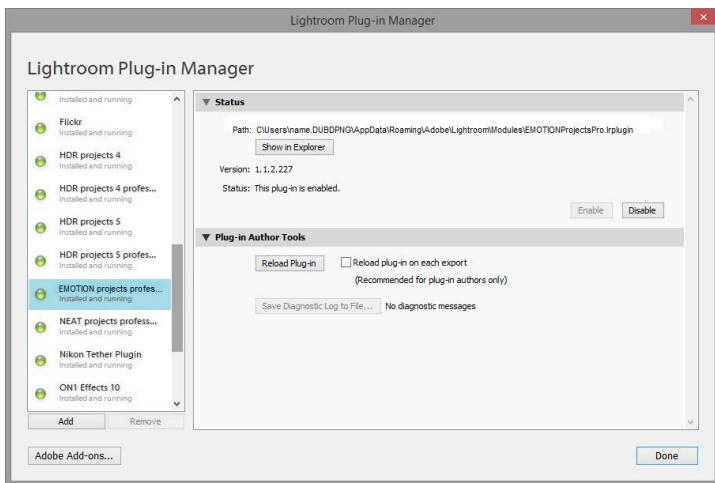 Lightroom Plug-in Manager
Lightroom Plug-in Manager
Installed and running
Flickr
Installed and running
HDR projects 4
Installed and running
HDR projects 4 profes...
Installed and running
HDR projects 5
Installed and running
HDR projects 5 profes...
Installed and running
EMOTION projects profes...
Installed and running
NEAT projects profess...
Installed and running
Nikon Tether Plugin
Installed and running
ON1 Effects 10
Installed and running
Add Remove
Adobe Add-ons...
Status
Path: C\Users\name.DUBDPNG\AppData\Roaming\Adobe\Lightroom\Modules\EMOTIONProjectsPro.lrplugin
Show in Explorer
Version: 1.1.2.227
Status: This plug-in is enabled.
Enable Disable
Plug-in Author Tools
Reload Plug-in Reload plug-in on each export
(Recommended for plug-in authors only)
Save Diagnostic Log to File... No diagnostic messages
Done